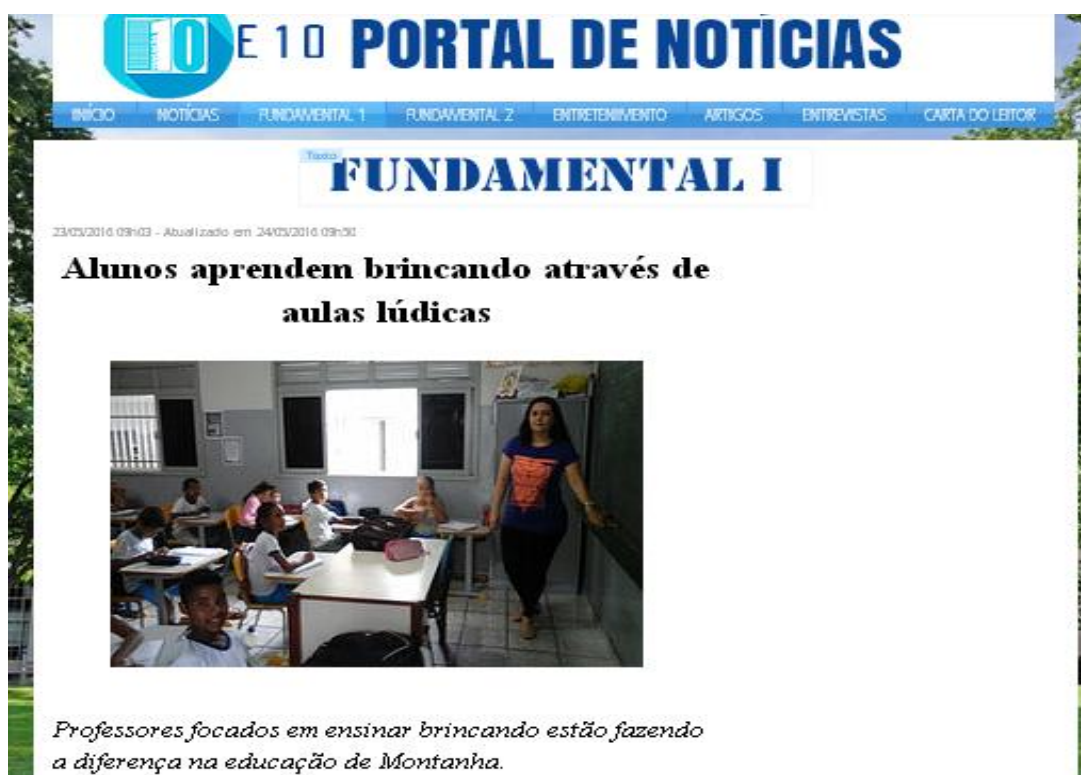 10 E 10 PORTAL DE NOTÍCIAS
INÍCIO NOTÍCIAS FUNDAMENTAL 1 FUNDAMENTAL 2 ENTRETENIMENTO ARTIGOS ENTREVISTAS CARTA DO LEITOR
Texto
FUNDAMENTAL I
23/05/2016 09h03 - Atualizado em 24/05/2016 09h50
Alunos aprendem brincando através de
aulas lúdicas
Professores focados em ensinar brincando estão fazendo
a diferença na educação de Montanha.